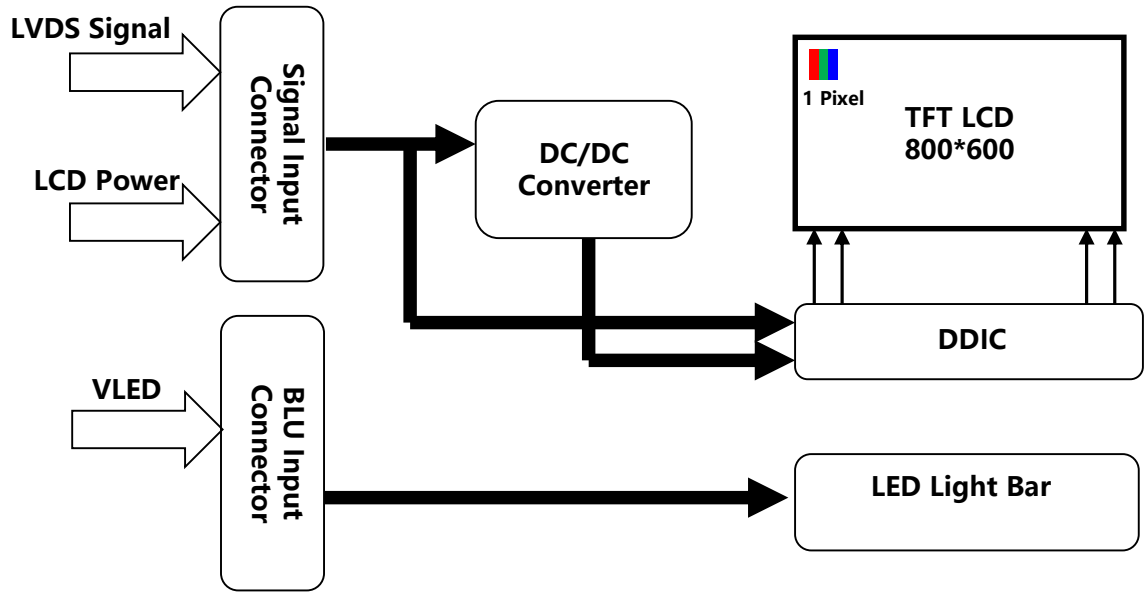 LVDS Signal
LCD Power
Signal Input
Connector
DC/DC
Converter
1 Pixel
TFT LCD
800*600
DDIC
VLED
BLU Input
Connector
LED Light Bar